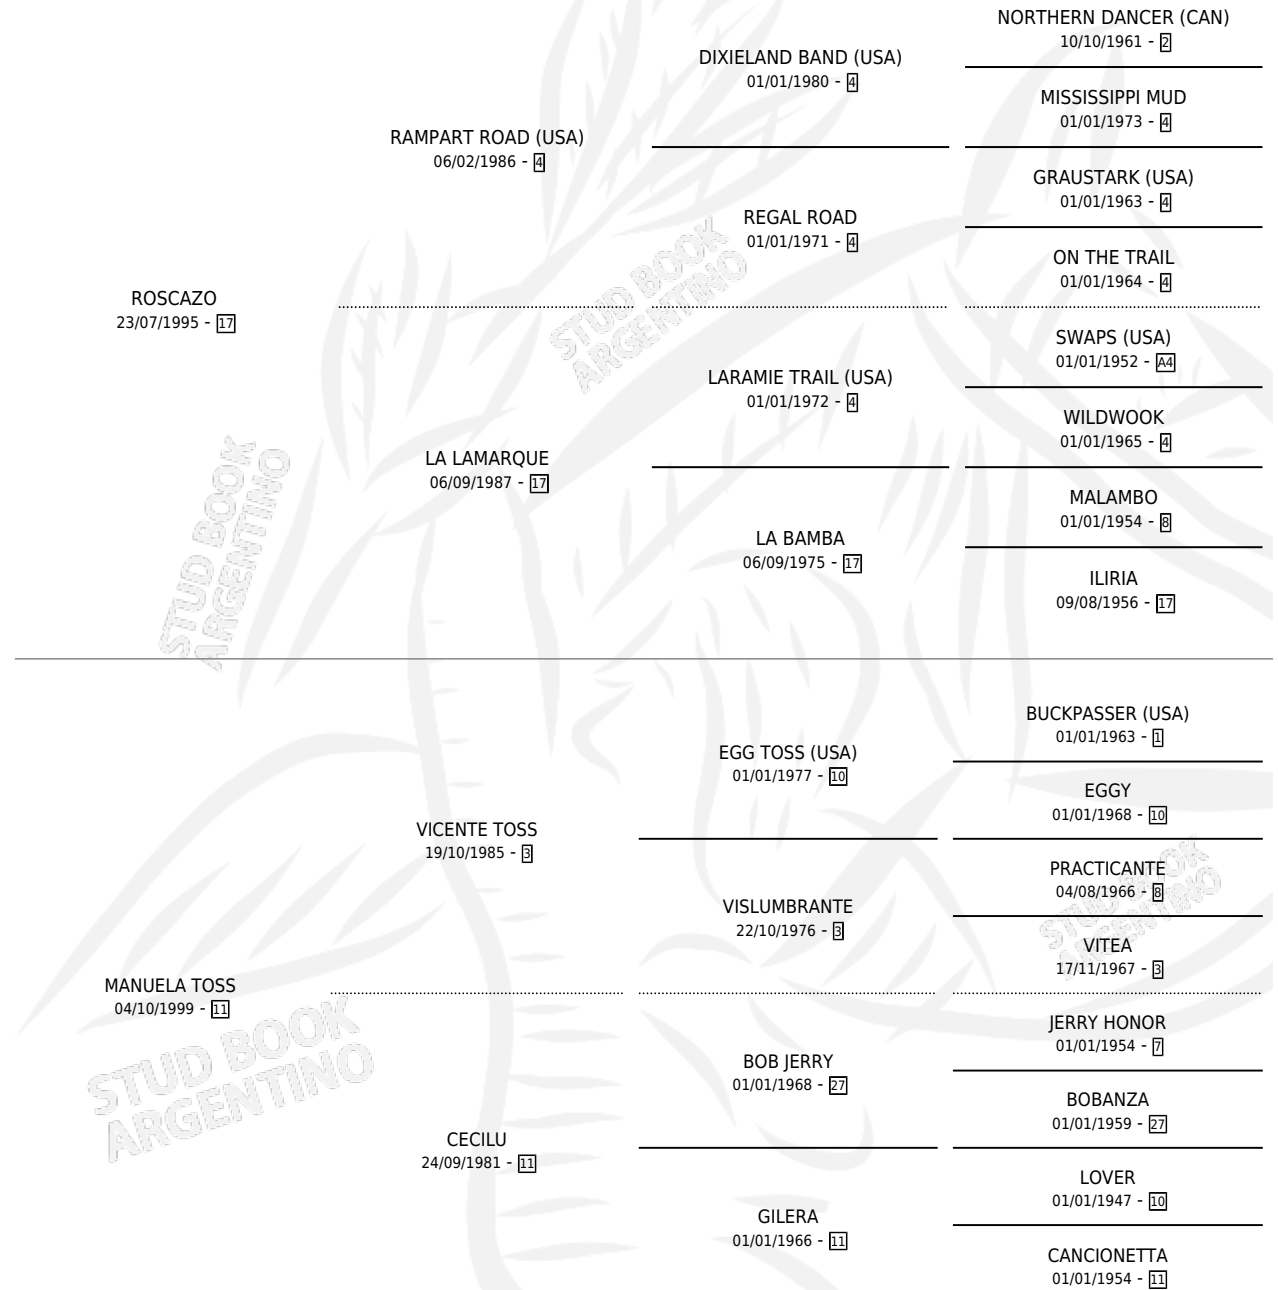 NORTHERN DANCER (CAN)
10/10/1961 - 2
DIXIELAND BAND (USA)
01/01/1980 - 4
MISSISSIPPI MUD
01/01/1973 - 4
RAMPART ROAD (USA)
06/02/1986 - 4
GRAUSTARK (USA)
01/01/1963 - 4
REGAL ROAD
01/01/1971 - 4
ON THE TRAIL
01/01/1964 - 4
ROSCAZO
23/07/1995 - 17
SWAPS (USA)
01/01/1952 - A4
LARAMIE TRAIL (USA)
01/01/1972 - 4
WILDWOOK
01/01/1965 - 4
LA LAMARQUE
06/09/1987 - 17
MALAMBO
01/01/1954 - 8
LA BAMBA
06/09/1975 - 17
ILIRIA
09/08/1956 - 17
STUD BOOK
ARGENTINO
STUD BOOK
ARGENTINO
BUCKPASSER (USA)
01/01/1963 - 1
EGG TOSS (USA)
01/01/1977 - 10
EGGY
01/01/1968 - 10
VICENTE TOSS
19/10/1985 - 3
PRACTICANTE
04/08/1966 - 8
VISLUMBRANTE
22/10/1976 - 3
VITEA
17/11/1967 - 3
MANUELA TOSS
04/10/1999 - 11
JERRY HONOR
01/01/1954 - 7
BOB JERRY
01/01/1968 - 27
BOBANZA
01/01/1959 - 27
CECILU
24/09/1981 - 11
LOVER
01/01/1947 - 10
GILERA
01/01/1966 - 11
CANCIONETTA
01/01/1954 - 11
STUD BOOK
ARGENTINO
STUD BOOK
ARGENTINO